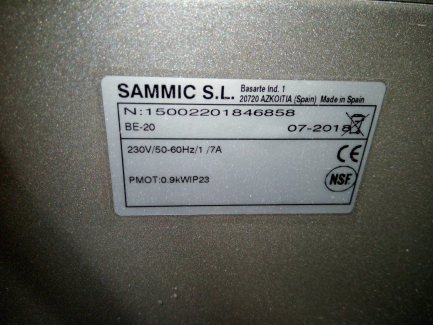 SAMMIC S.L. Basarte Ind. 1
20720 AZKOITIA (Spain) Made in Spain
N:15002201846858
BE-20 07-2018
230V/50-60Hz/1 /7A
CE
PMOT:0.9kWIP23
NSF